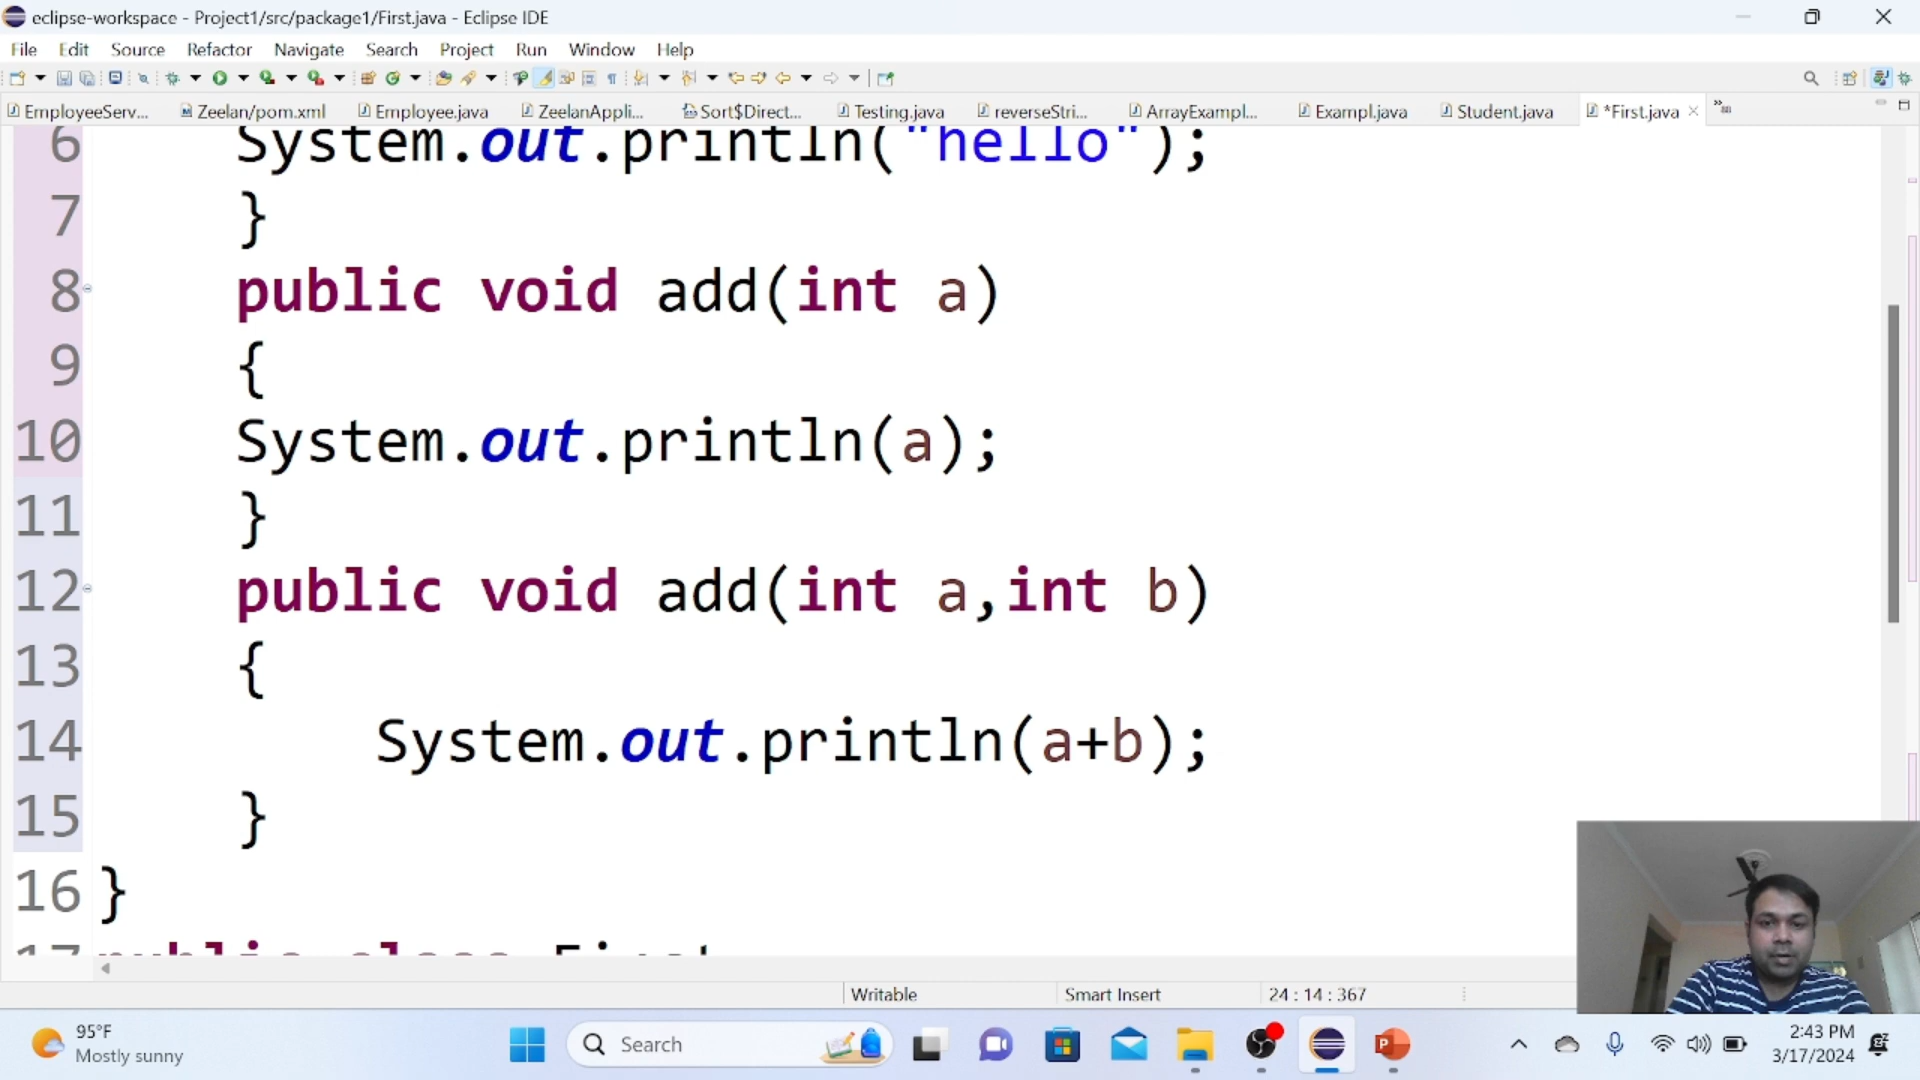 eclipse-workspace - Project1/src/package1/First.java - Eclipse IDE
File Edit Source Refactor Navigate Search Project Run Window Help
EmployeeServ... Zeelan/pom.xml Employee.java ZeelanAppli... Sort$Direct... Testing.java reverseStri... ArrayExampl... Exampl.java Student.java *First.java
6 System.out.println("hello");
7 }
8 public void add(int a)
9 {
10 System.out.println(a);
11 }
12 public void add(int a,int b)
13 {
14 System.out.println(a+b);
15 }
16 }
17 public class First
Writable Smart Insert 24 : 14 : 367
95°F
Mostly sunny
Search
2:43 PM
3/17/2024